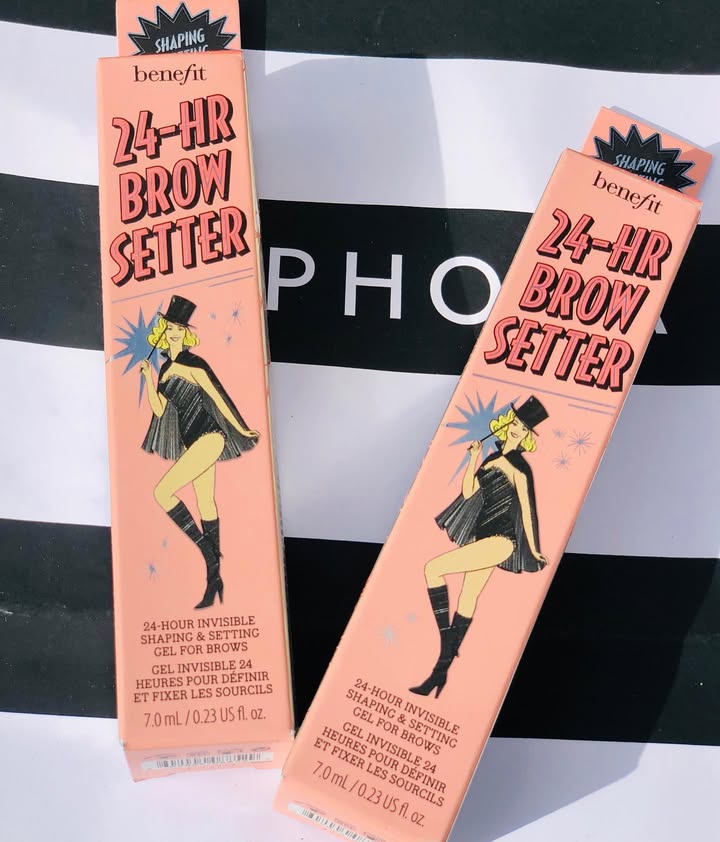 SHAPING
benefit
24-HR
BROW
SETTER
24-HOUR INVISIBLE
SHAPING & SETTING
GEL FOR BROWS
GEL INVISIBLE 24
HEURES POUR DÉFINIR
ET FIXER LES SOURCILS
7.0 mL / 0.23 US fl. oz.
PHO
SHAPING
benefit
24-HR
BROW
SETTER
24-HOUR INVISIBLE
SHAPING & SETTING
GEL FOR BROWS
GEL INVISIBLE 24
HEURES POUR DÉFINIR
ET FIXER LES SOURCILS
7.0 mL / 0.23 US fl. oz.